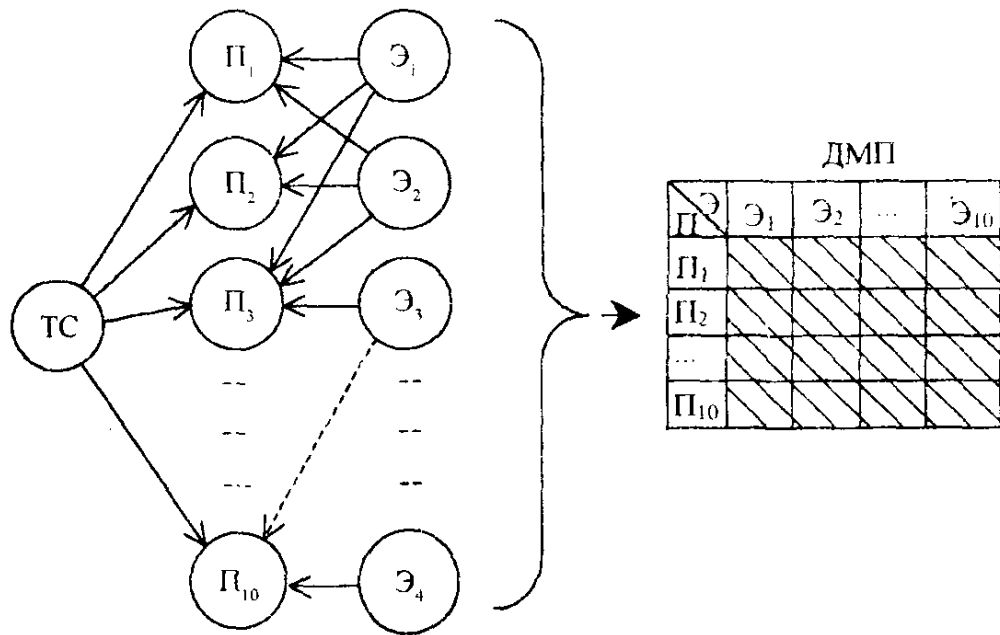 П₁ Э₁
П₂ Э₂
ТС П₃ Э₃
П₁₀ Э₄
ДМП
П Э Э₁ Э₂ ... Э₁₀
П₁
П₂
...
П₁₀